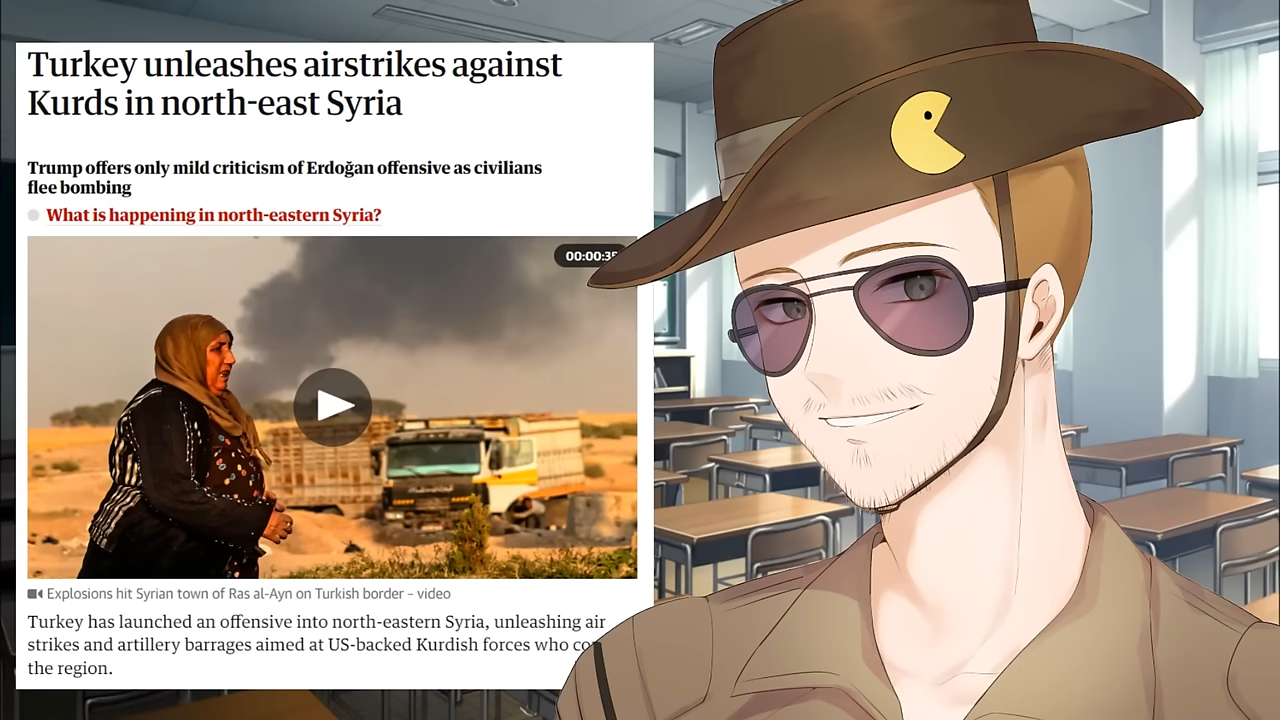 Turkey unleashes airstrikes against
Kurds in north-east Syria
Trump offers only mild criticism of Erdoğan offensive as civilians
flee bombing
What is happening in north-eastern Syria?
Explosions hit Syrian town of Ras al-Ayn on Turkish border – video
Turkey has launched an offensive into north-eastern Syria, unleashing air
strikes and artillery barrages aimed at US-backed Kurdish forces who
the region.